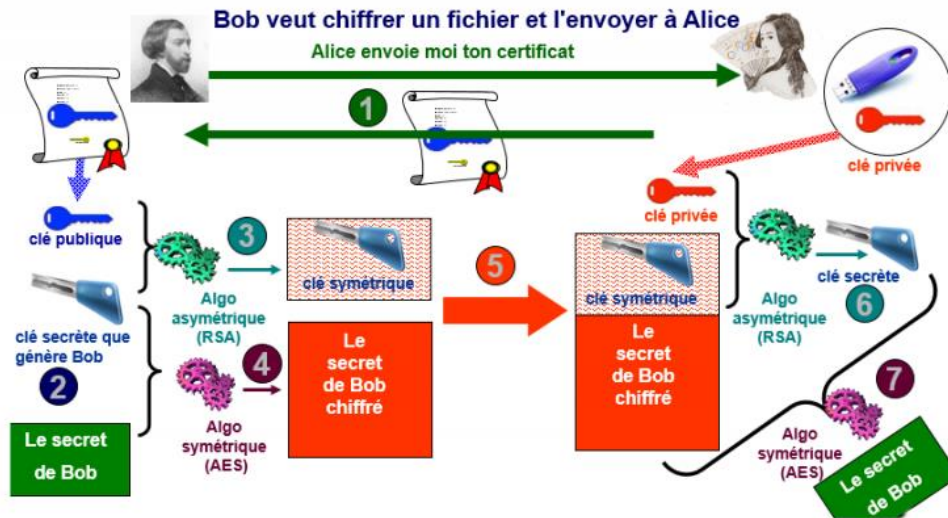 Bob veut chiffrer un fichier et l'envoyer à Alice
Alice envoie moi ton certificat
1
clé privée
clé publique
3
clé symétrique
Algo
asymétrique
(RSA)
clé secrète que
génère Bob
2
4
Algo
symétrique
(AES)
Le secret
de Bob
Le
secret
de Bob
chiffré
5
clé privée
clé symétrique
Le
secret
de Bob
chiffré
Algo
asymétrique
(RSA)
clé secrète
6
7
Algo
symétrique
(AES)
Le secret
de Bob